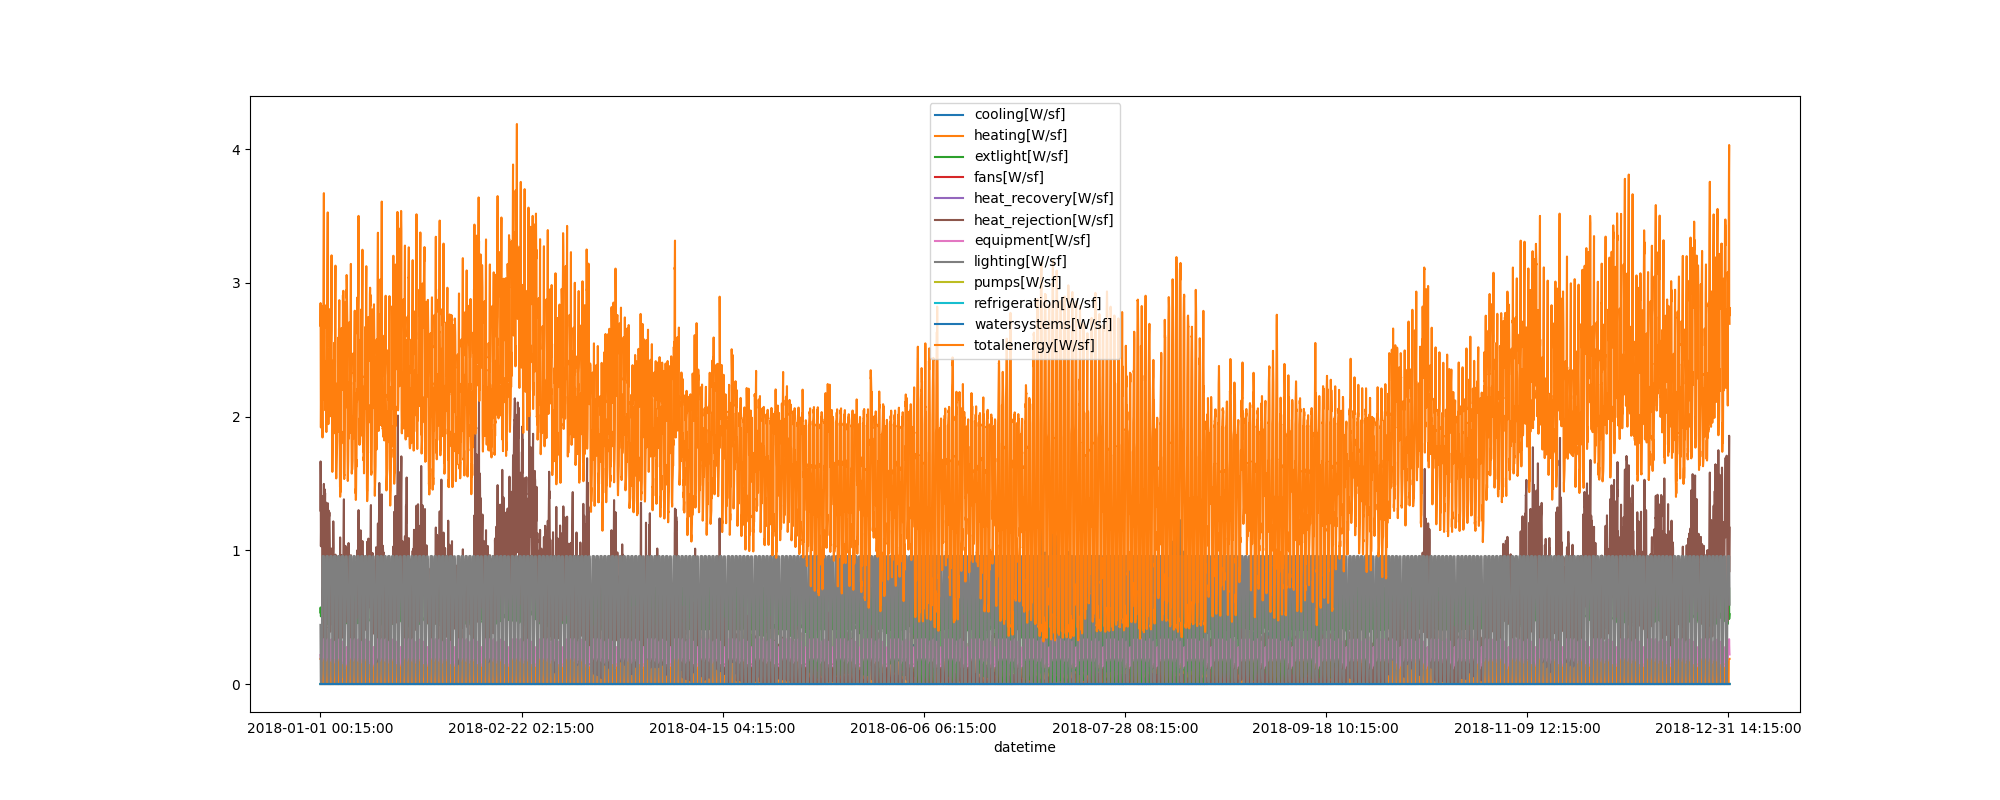 cooling[W/sf]
heating[W/sf]
extlight[W/sf]
fans[W/sf]
heat_recovery[W/sf]
heat_rejection[W/sf]
equipment[W/sf]
lighting[W/sf]
pumps[W/sf]
refrigeration[W/sf]
watersystems[W/sf]
totalenergy[W/sf]
4
3
2
1
0
2018-01-01 00:15:00 2018-02-22 02:15:00 2018-04-15 04:15:00 2018-06-06 06:15:00 2018-07-28 08:15:00 2018-09-18 10:15:00 2018-11-09 12:15:00 2018-12-31 14:15:00
datetime